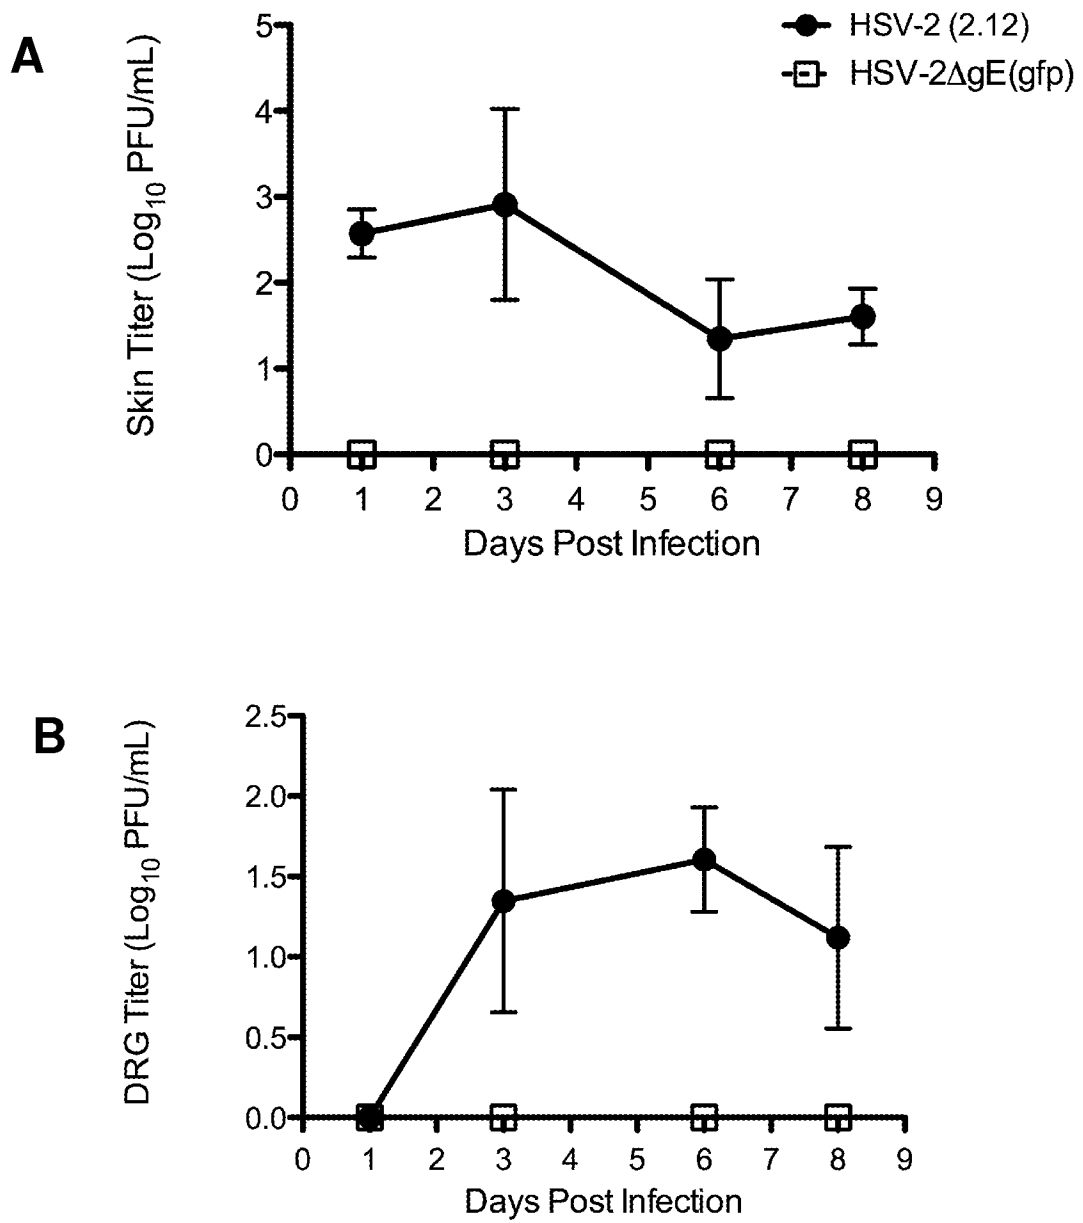 A
HSV-2 (2.12)
HSV-2ΔgE(gfp)
Skin Titer (Log10 PFU/mL)
5
4
3
2
1
0
0 1 2 3 4 5 6 7 8 9
Days Post Infection
B
DRG Titer (Log10 PFU/mL)
2.5
2.0
1.5
1.0
0.5
0.0
0 1 2 3 4 5 6 7 8 9
Days Post Infection